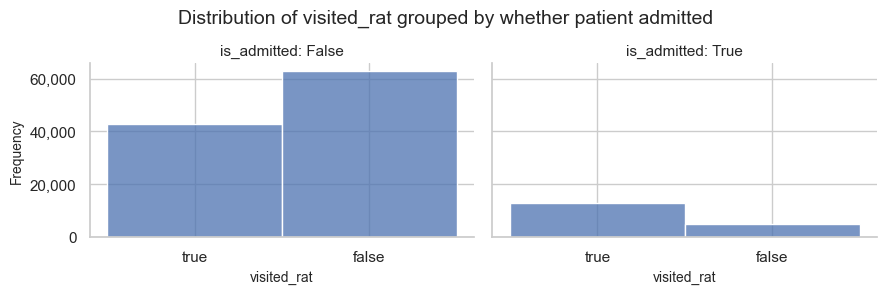 Distribution of visited_rat grouped by whether patient admitted
is_admitted: False
is_admitted: True
Frequency
60,000
40,000
20,000
0
true
false
true
false
visited_rat
visited_rat